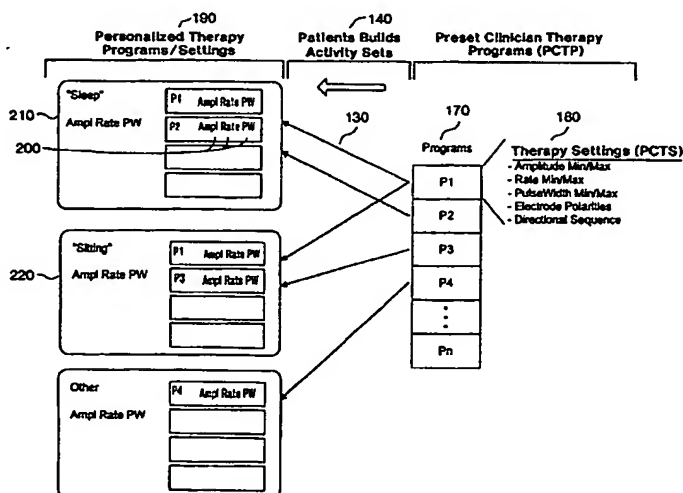 190
Personalized Therapy
Programs/Settings
140
Patients Builds
Activity Sets
Preset Clinician Therapy
Programs (PCTP)
210
"Sleep"
Ampl Rate PW
P1 Ampl Rate PW
P2 Ampl Rate PW
200
130
170
Programs
P1
P2
P3
P4
Pn
180
Therapy Settings (PCTS)
- Amplitude Min/Max
- Rate Min/Max
- PulseWidth Min/Max
- Electrode Polarities
- Directional Sequence
220
"Sitting"
Ampl Rate PW
P1 Ampl Rate PW
P3 Ampl Rate PW
Other
Ampl Rate PW
P4 Ampl Rate PW